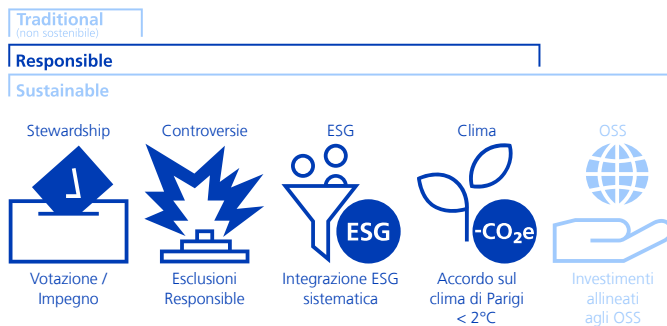 Traditional
(non sostenibile)
Responsible
Sustainable
Stewardship
Controversie
ESG
Clima
OSS
ESG
-CO₂e
Votazione /
Impegno
Esclusioni
Responsible
Integrazione ESG
sistematica
Accordo sul
clima di Parigi
< 2°C
Investimenti
allineati
agli OSS